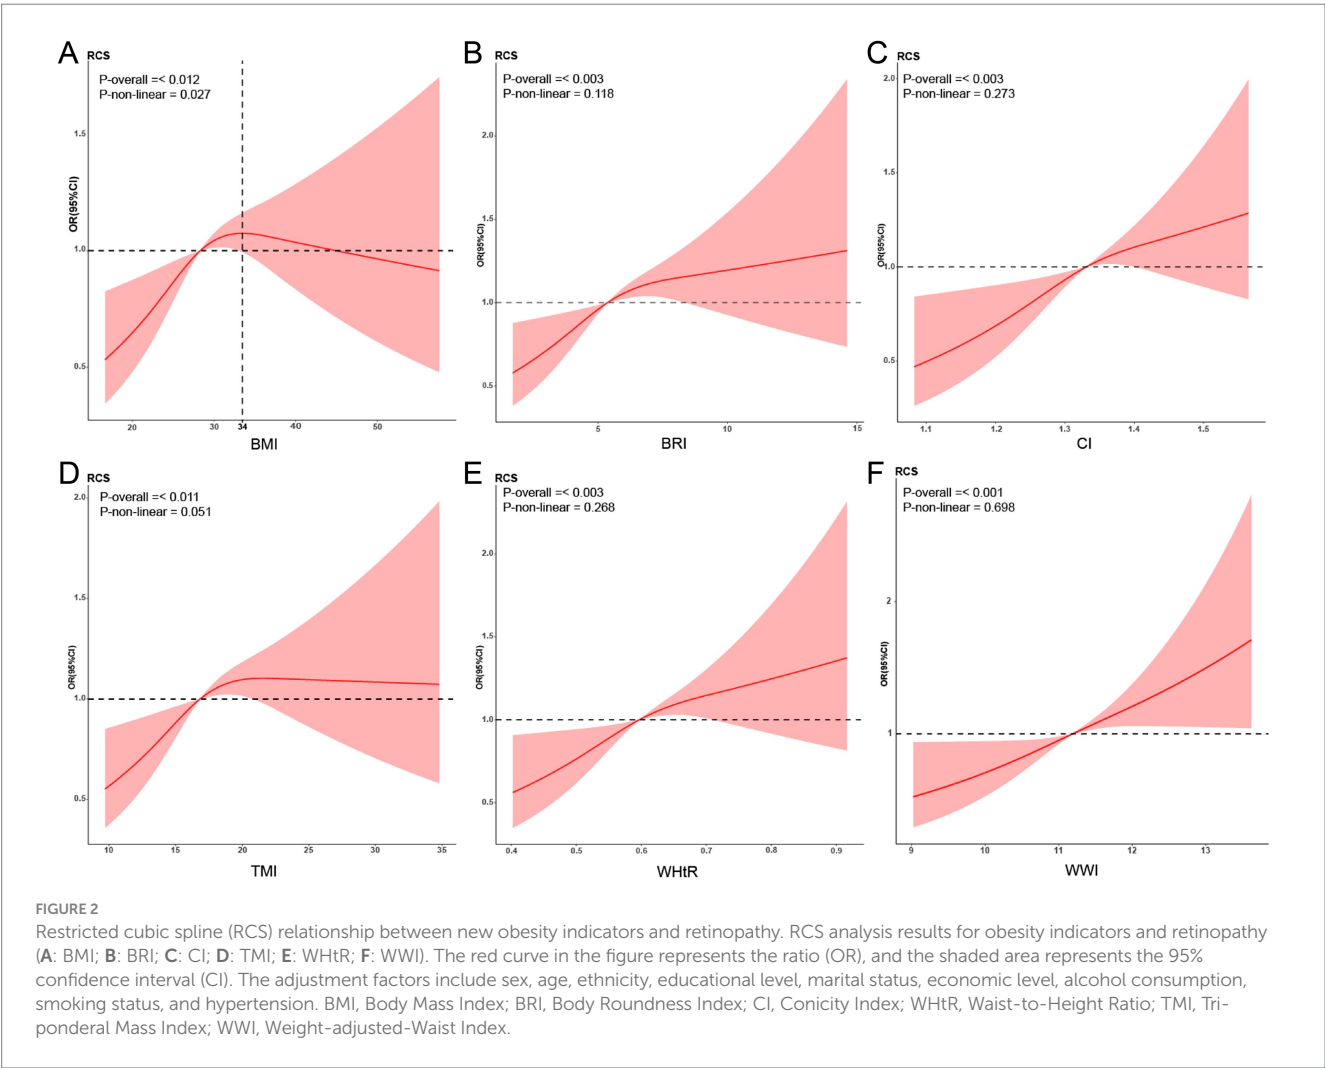 A
RCS
P-overall =< 0.012
P-non-linear = 0.027
OR(95%CI)
1.5
1.0
0.5
20 30 34 40 50
BMI
B
RCS
P-overall =< 0.003
P-non-linear = 0.118
OR(95%CI)
2.0
1.5
1.0
0.5
5 10 15
BRI
C
RCS
P-overall =< 0.003
P-non-linear = 0.273
OR(95%CI)
2.0
1.5
1.0
0.5
1.1 1.2 1.3 1.4 1.5
CI
D
RCS
P-overall =< 0.011
P-non-linear = 0.051
OR(95%CI)
2.0
1.5
1.0
0.5
10 15 20 25 30 35
TMI
E
RCS
P-overall =< 0.003
P-non-linear = 0.268
OR(95%CI)
2.0
1.5
1.0
0.5
0.4 0.5 0.6 0.7 0.8 0.9
WHtR
F
RCS
P-overall =< 0.001
P-non-linear = 0.698
OR(95%CI)
2
1
9 10 11 12 13
WWI
FIGURE 2
Restricted cubic spline (RCS) relationship between new obesity indicators and retinopathy. RCS analysis results for obesity indicators and retinopathy
(A: BMI; B: BRI; C: CI; D: TMI; E: WHtR; F: WWI). The red curve in the figure represents the ratio (OR), and the shaded area represents the 95%
confidence interval (CI). The adjustment factors include sex, age, ethnicity, educational level, marital status, economic level, alcohol consumption,
smoking status, and hypertension. BMI, Body Mass Index; BRI, Body Roundness Index; CI, Conicity Index; WHtR, Waist-to-Height Ratio; TMI, Tri-
ponderal Mass Index; WWI, Weight-adjusted-Waist Index.